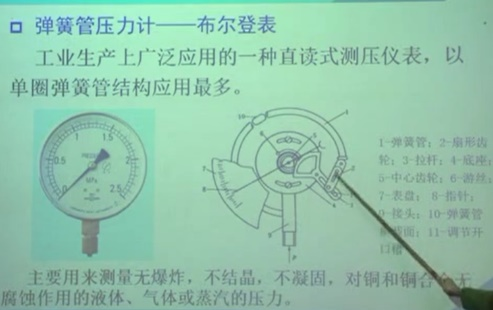 弹簧管压力计——布尔登表
工业生产上广泛应用的一种直读式测压仪表，以
单圈弹簧管结构应用最多。
0.5
1
1.5
2
2.5
MPa
1-弹簧管；2-扇形齿
轮；3-拉杆；4-底座；
5-中心齿轮；6-游丝；
7-表盘；8-指针；
9-接头；10-弹簧管
面；11-调节开
口槽
主要用来测量无爆炸，不结晶，不凝固，对铜和铜合金无
腐蚀作用的液体、气体或蒸汽的压力。